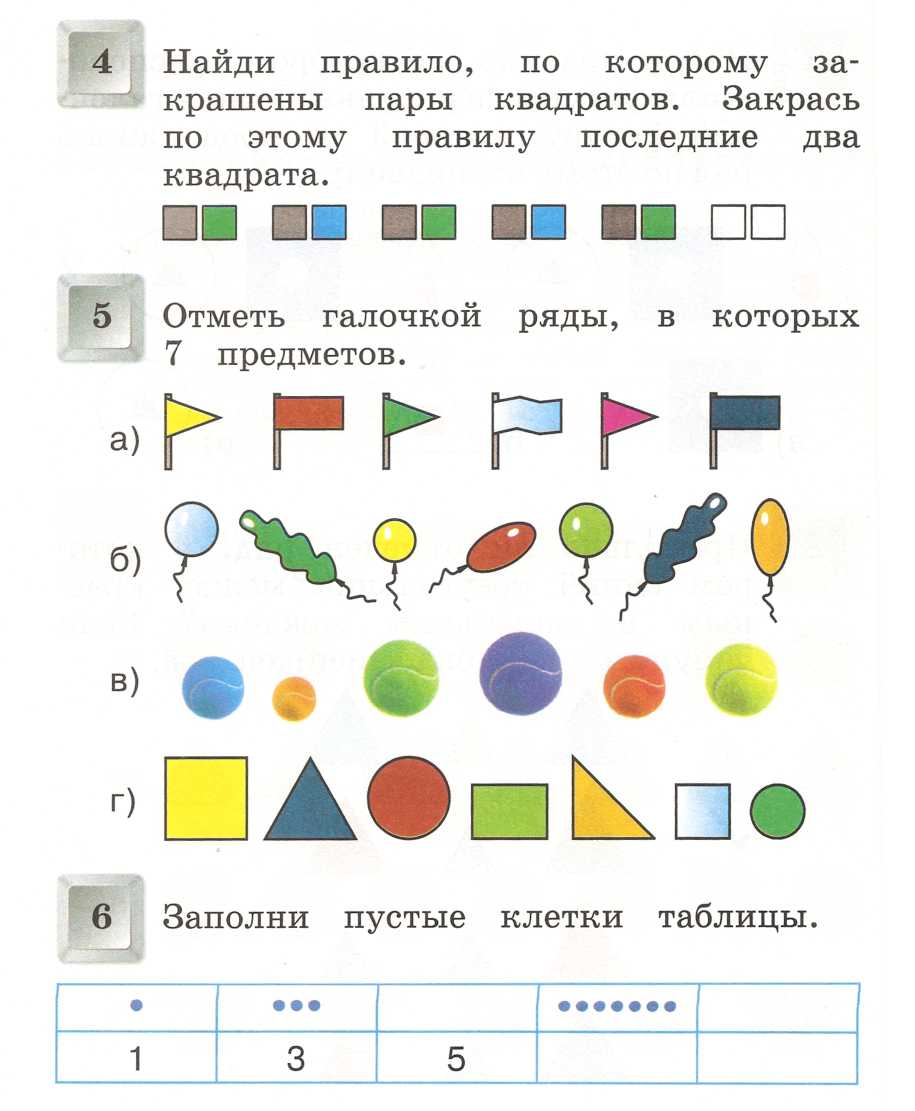 4
Найди правило, по которому за-
крашены пары квадратов. Закрась
по этому правилу последние два
квадрата.
5
Отметь галочкой ряды, в которых
7 предметов.
а)
б)
в)
г)
6
Заполни пустые клетки таблицы.
1 3 5